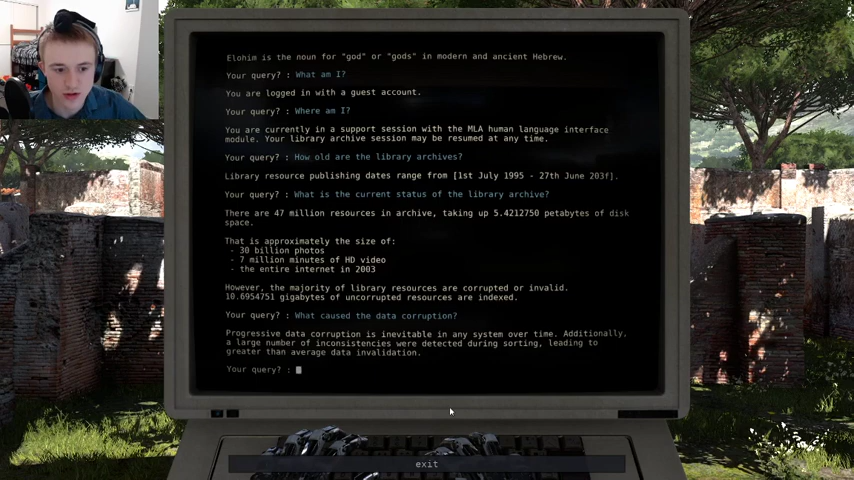 Elohim is the noun for "god" or "gods" in modern and ancient Hebrew.
Your query? : What am I?
You are logged in with a guest account.
Your query? : Where am I?
You are currently in a support session with the MLA human language interface
module. Your library archive session may be resumed at any time.
Your query? : How old are the library archives?
Library resource publishing dates range from [1st July 1995 - 27th June 203f].
Your query? : What is the current status of the library archive?
There are 47 million resources in archive, taking up 5.4212750 petabytes of disk
space.
That is approximately the size of:
- 30 billion photos
- 7 million minutes of HD video
- the entire internet in 2003
However, the majority of library resources are corrupted or invalid.
10.6954751 gigabytes of uncorrupted resources are indexed.
Your query? : What caused the data corruption?
Progressive data corruption is inevitable in any system over time. Additionally,
a large number of inconsistencies were detected during sorting, leading to
greater than average data invalidation.
Your query? :
exit